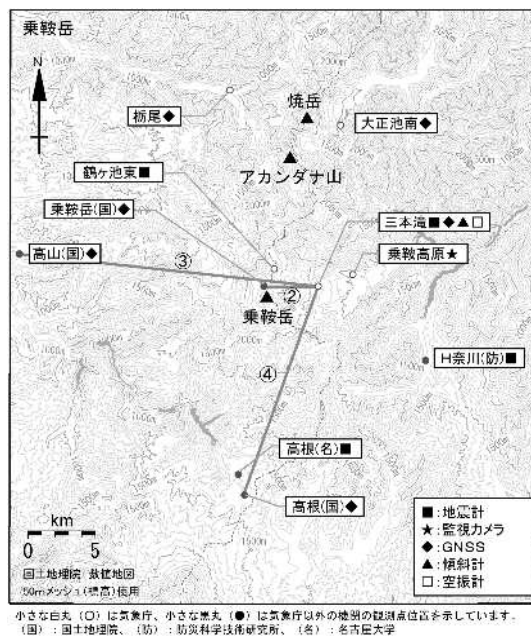 乗鞍岳
N
焼岳
栃尾◆
大正池南◆
アカンダナ山
鶴ヶ池東■
乗鞍岳(国)◆
三本滝■◆▲□
高山(国)◆
③
乗鞍高原★
②
乗鞍岳
④
H奈川(防)■
高根(名)■
高根(国)◆
km
0 5
国土地理院 数値地図
50mメッシュ(標高)使用
■:地震計
★:監視カメラ
◆:GNSS
▲:傾斜計
□:空振計
小さな白丸(○)は気象庁、小さな黒丸(●)は気象庁以外の機関の観測点位置を示しています。
(国):国土地理院、(防):防災科学技術研究所、(名):名古屋大学